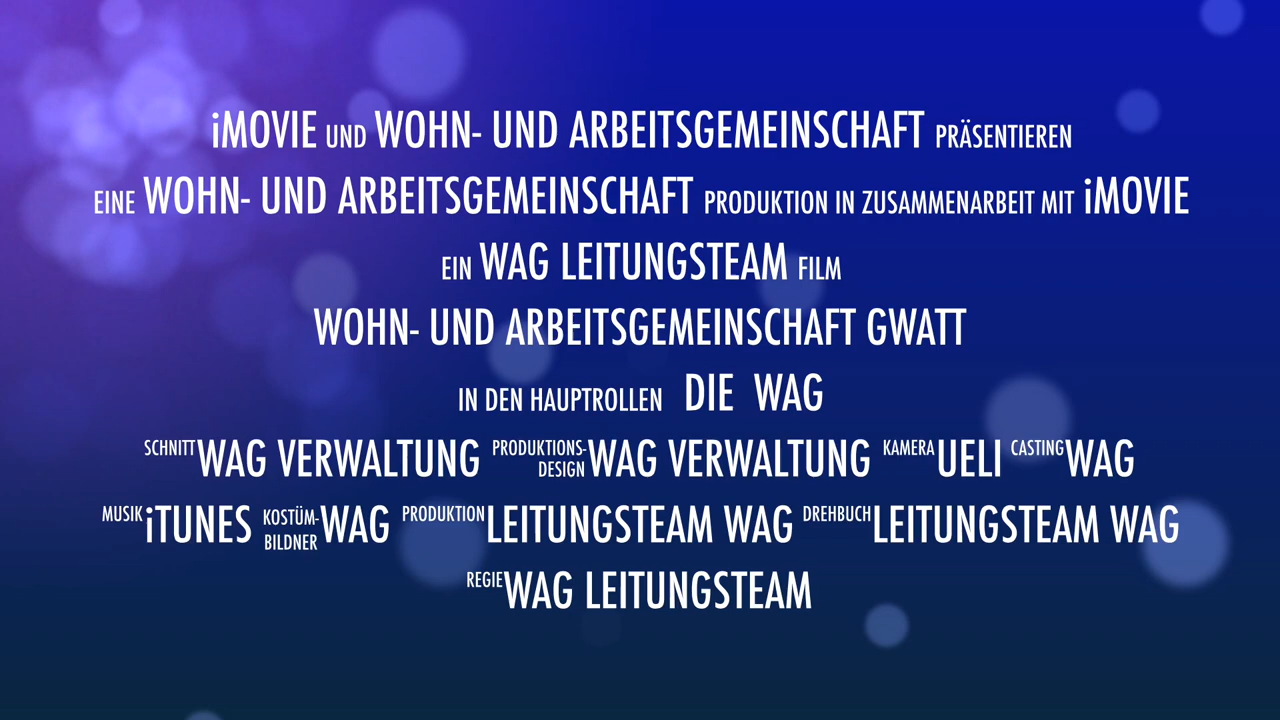 iMOVIE UND WOHN- UND ARBEITSGEMEINSCHAFT PRÄSENTIEREN
EINE WOHN- UND ARBEITSGEMEINSCHAFT PRODUKTION IN ZUSAMMENARBEIT MIT iMOVIE
EIN WAG LEITUNGSTEAM FILM
WOHN- UND ARBEITSGEMEINSCHAFT GWATT
IN DEN HAUPTROLLEN DIE WAG
SCHNITT WAG VERWALTUNG PRODUKTIONS-DESIGN WAG VERWALTUNG KAMERA UELI CASTING WAG
MUSIK iTUNES KOSTÜM-BILDNER WAG PRODUKTION LEITUNGSTEAM WAG DREHBUCH LEITUNGSTEAM WAG
REGIE WAG LEITUNGSTEAM